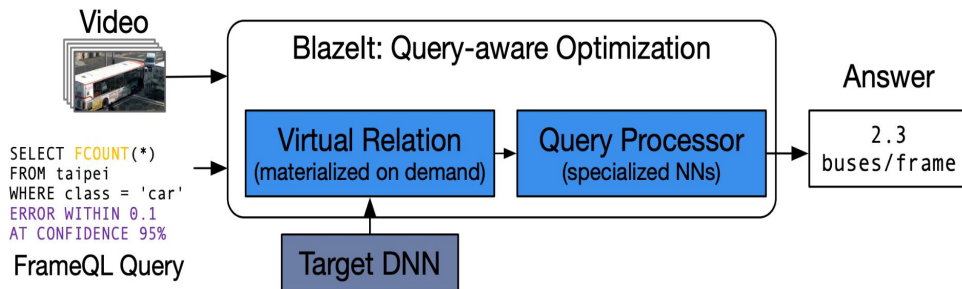 Video
SELECT FCOUNT(*)
FROM taipei
WHERE class = 'car'
ERROR WITHIN 0.1
AT CONFIDENCE 95%
FrameQL Query
BlazeIt: Query-aware Optimization
Virtual Relation
(materialized on demand)
Query Processor
(specialized NNs)
Target DNN
Answer
2.3
buses/frame